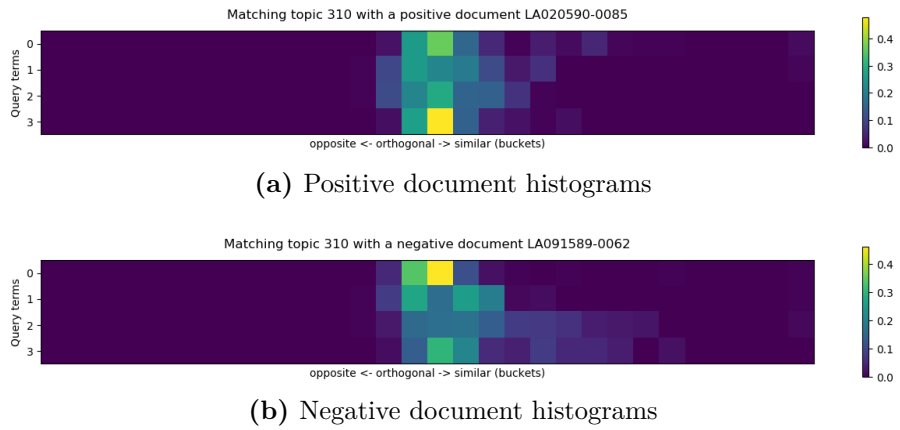 Matching topic 310 with a positive document LA020590-0085
Query terms
0
1
2
3
opposite <- orthogonal -> similar (buckets)
0.4
0.3
0.2
0.1
0.0
(a) Positive document histograms
Matching topic 310 with a negative document LA091589-0062
Query terms
0
1
2
3
opposite <- orthogonal -> similar (buckets)
0.4
0.3
0.2
0.1
0.0
(b) Negative document histograms